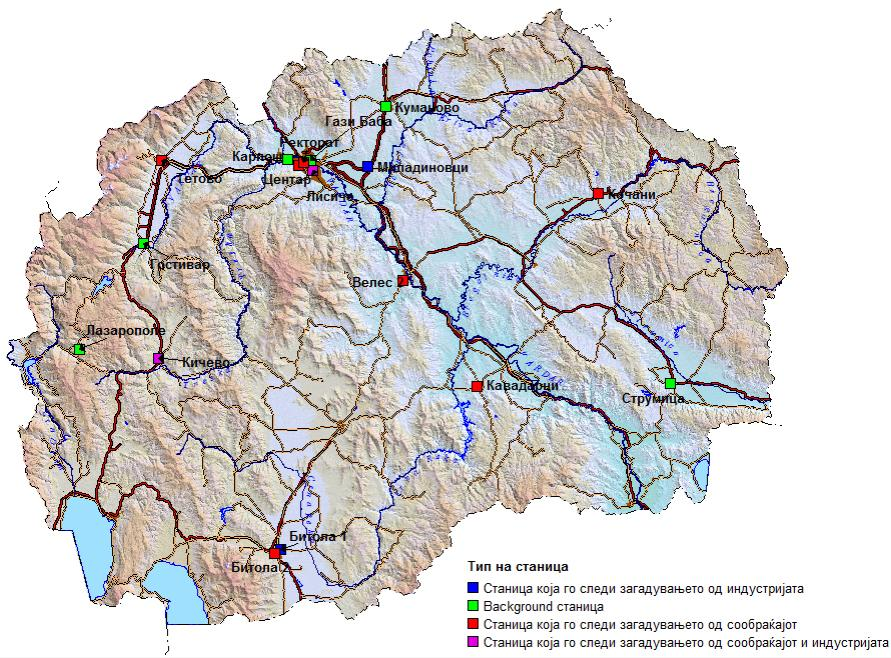 Куманово
Гази Баба
Ректорат
Карпош
Миладиновци
Тетово
Центар
Лисиче
Кочани
Гостивар
Велес 2
Лазарополе
Кичево
Кавадарци
VARDAR
Струмица
Битола 1
Битола 2
Тип на станица
Станица која го следи загадувањето од индустријата
Background станица
Станица која го следи загадувањето од сообраќајот
Станица која го следи загадувањето од сообраќајот и индустријата